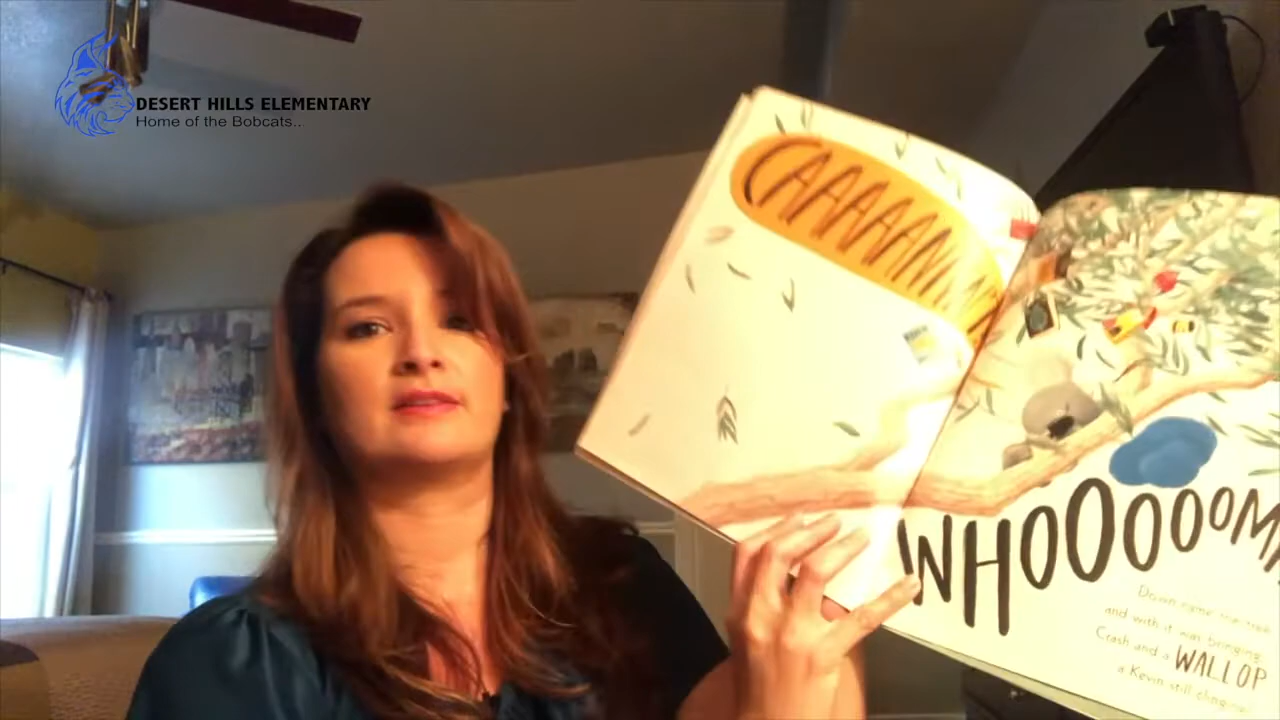 DESERT HILLS ELEMENTARY
Home of the Bobcats..
WHOOOOOM
Down came the tree
and with it was bringing
Crash and a WALLOP
a Kevin still clinging